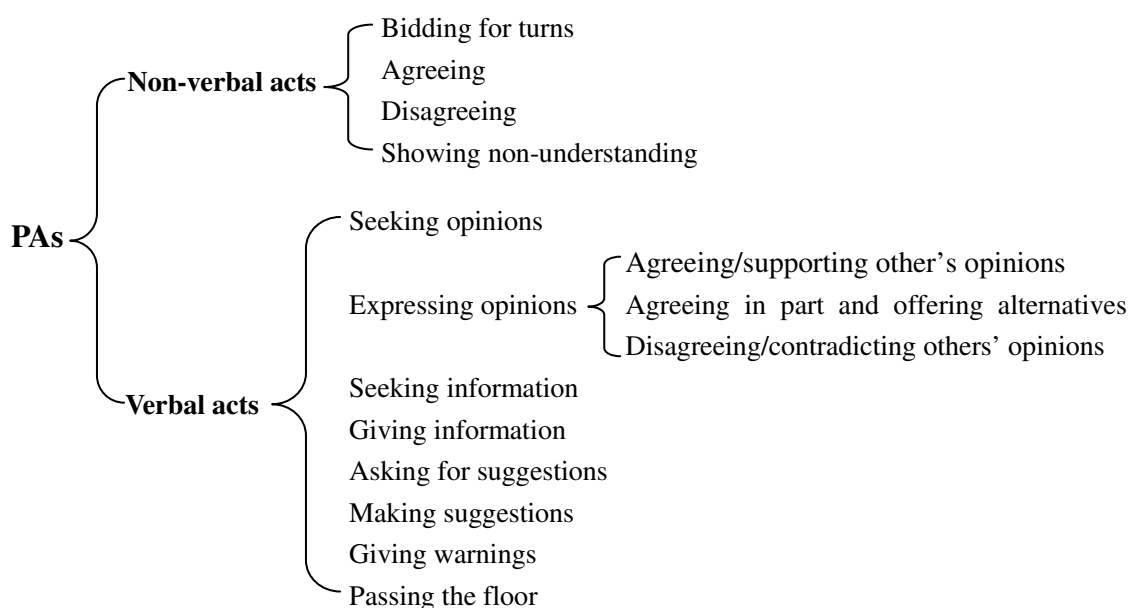 PAs
Non-verbal acts
Bidding for turns
Agreeing
Disagreeing
Showing non-understanding
Verbal acts
Seeking opinions
Expressing opinions
Agreeing/supporting other’s opinions
Agreeing in part and offering alternatives
Disagreeing/contradicting others’ opinions
Seeking information
Giving information
Asking for suggestions
Making suggestions
Giving warnings
Passing the floor